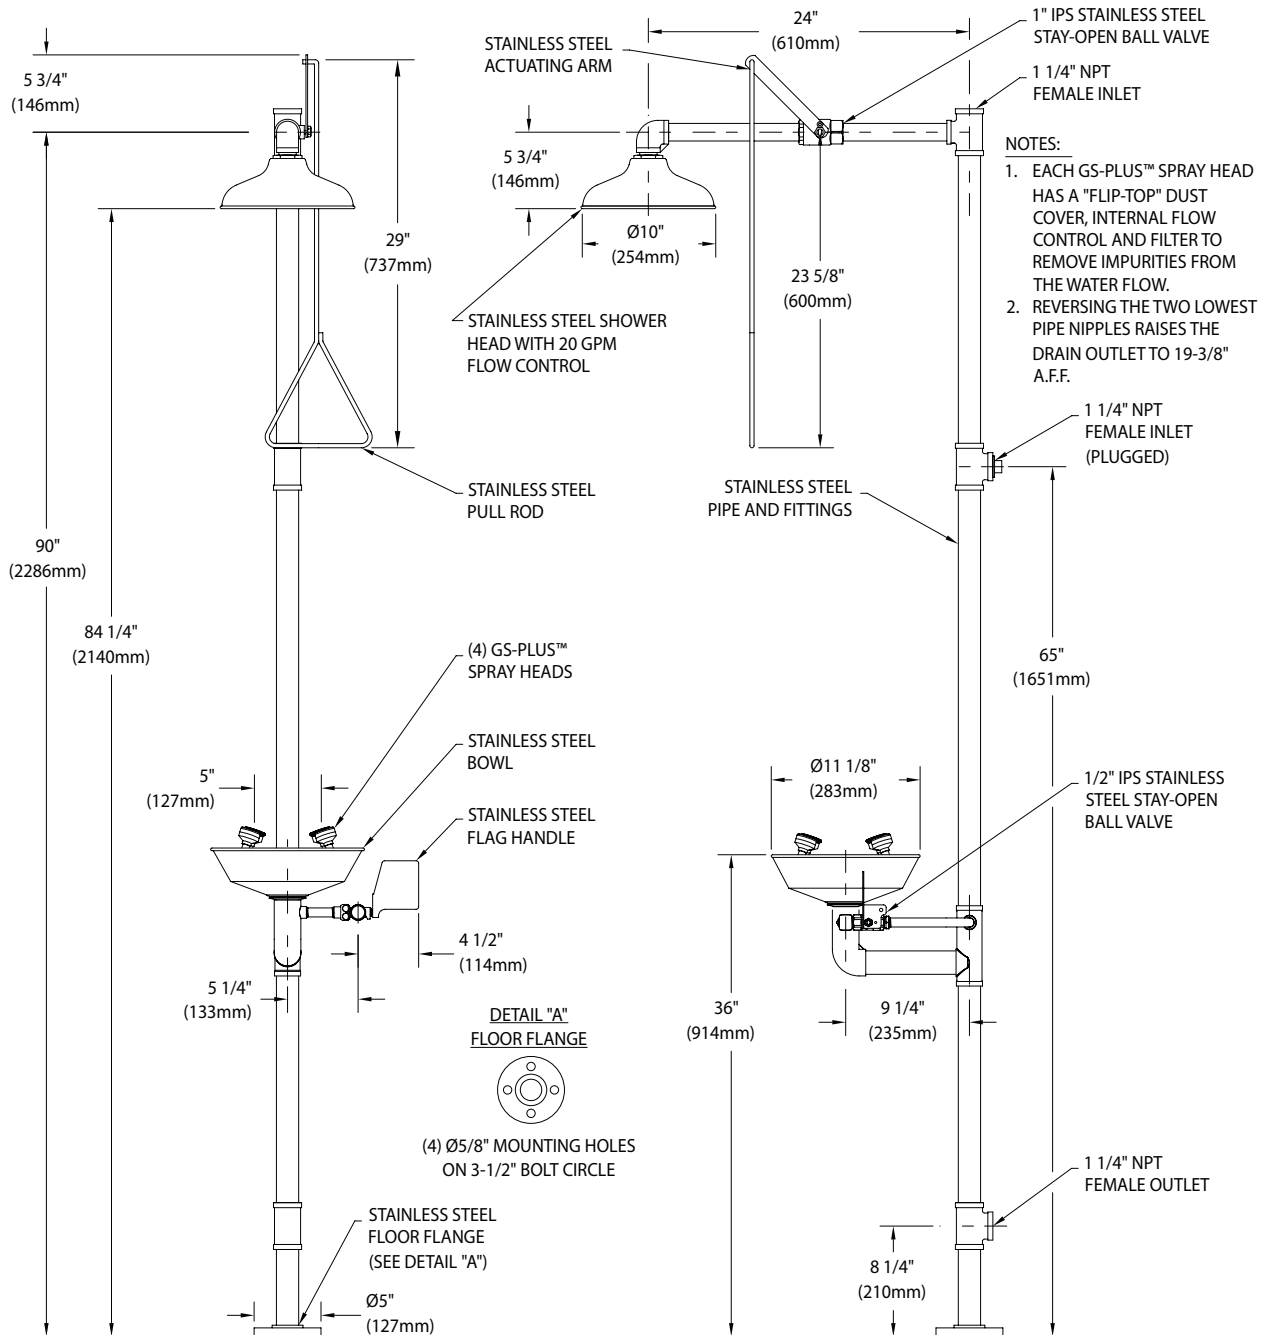 5 3/4"
(146mm)
STAINLESS STEEL
ACTUATING ARM
24"
(610mm)
1" IPS STAINLESS STEEL
STAY-OPEN BALL VALVE
1 1/4" NPT
FEMALE INLET
NOTES:
1. EACH GS-PLUS™ SPRAY HEAD
HAS A "FLIP-TOP" DUST
COVER, INTERNAL FLOW
CONTROL AND FILTER TO
REMOVE IMPURITIES FROM
THE WATER FLOW.
2. REVERSING THE TWO LOWEST
PIPE NIPPLES RAISES THE
DRAIN OUTLET TO 19-3/8"
A.F.F.
5 3/4"
(146mm)
29"
(737mm)
Ø10"
(254mm)
23 5/8"
(600mm)
STAINLESS STEEL SHOWER
HEAD WITH 20 GPM
FLOW CONTROL
1 1/4" NPT
FEMALE INLET
(PLUGGED)
STAINLESS STEEL
PULL ROD
STAINLESS STEEL
PIPE AND FITTINGS
90"
(2286mm)
84 1/4"
(2140mm)
(4) GS-PLUS™
SPRAY HEADS
65"
(1651mm)
STAINLESS STEEL
BOWL
5"
(127mm)
STAINLESS STEEL
FLAG HANDLE
Ø11 1/8"
(283mm)
1/2" IPS STAINLESS
STEEL STAY-OPEN
BALL VALVE
4 1/2"
(114mm)
5 1/4"
(133mm)
36"
(914mm)
9 1/4"
(235mm)
DETAIL "A"
FLOOR FLANGE
(4) Ø5/8" MOUNTING HOLES
ON 3-1/2" BOLT CIRCLE
1 1/4" NPT
FEMALE OUTLET
STAINLESS STEEL
FLOOR FLANGE
(SEE DETAIL "A")
8 1/4"
(210mm)
Ø5"
(127mm)